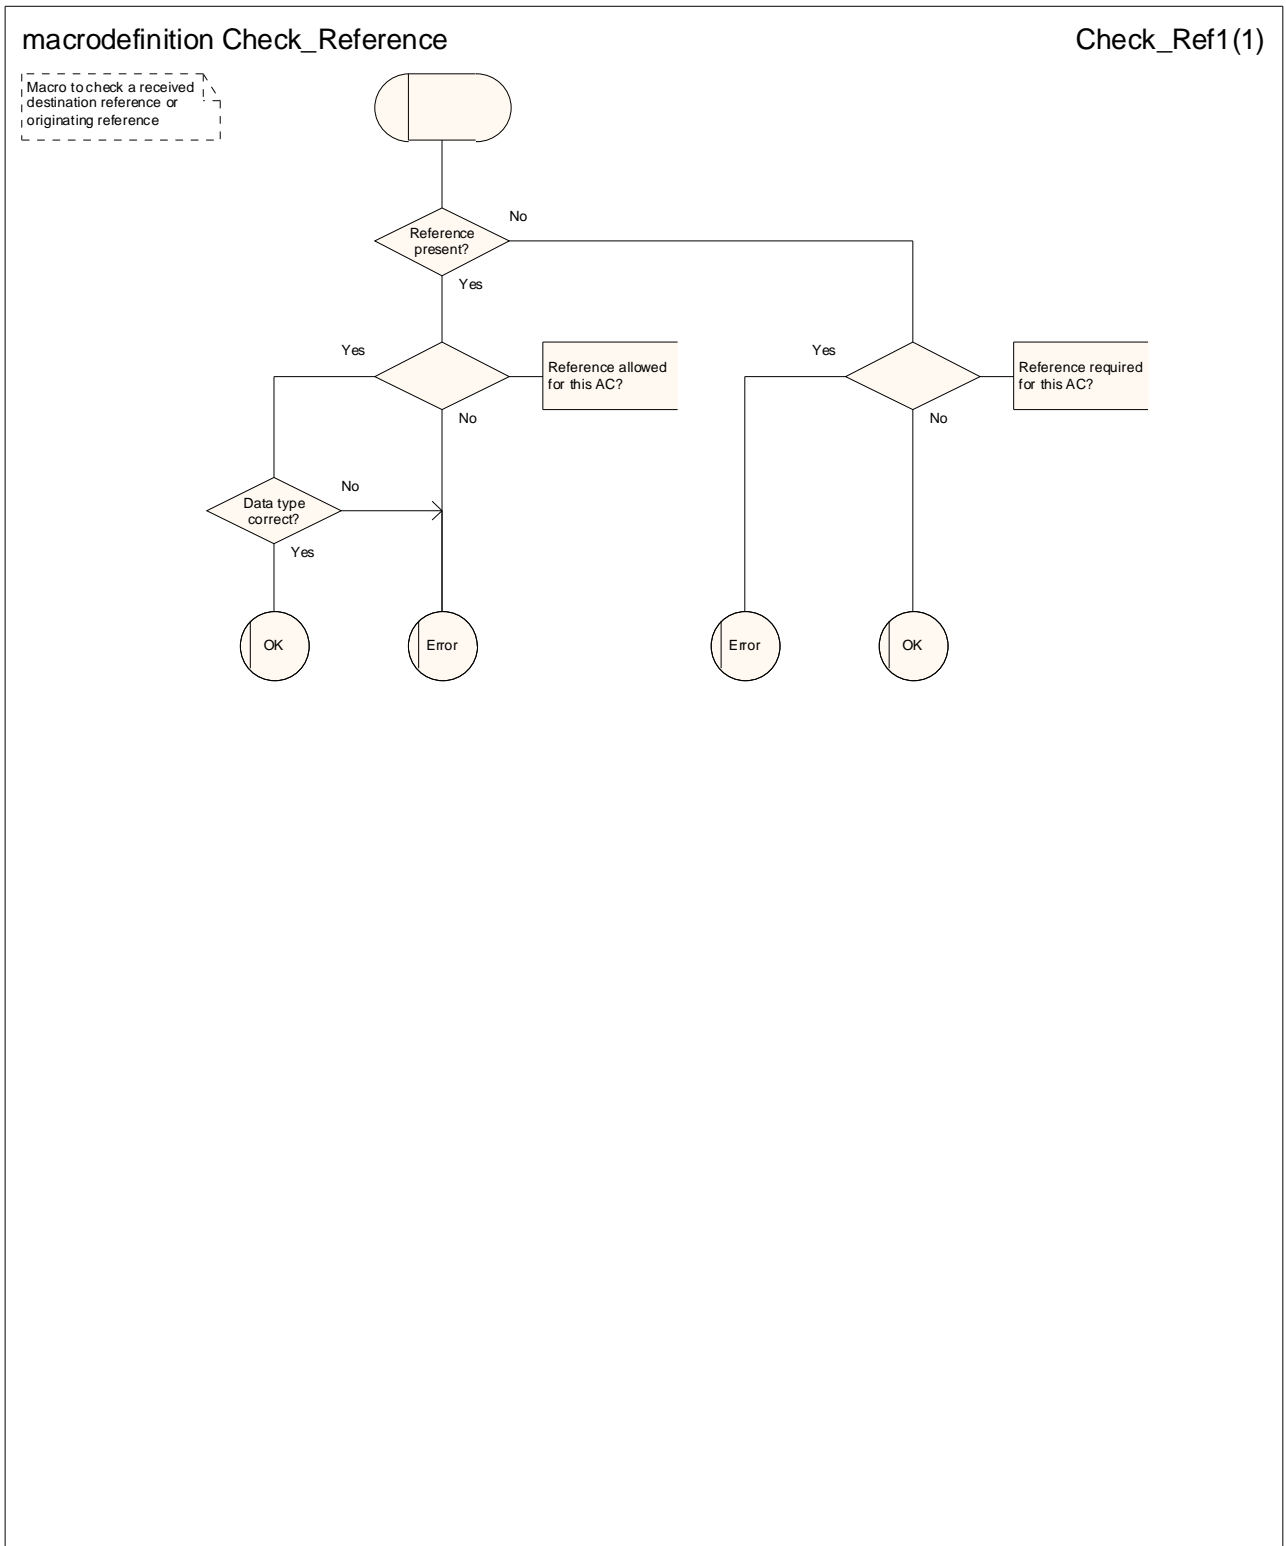 macrodefinition Check_Reference
Check_Ref1(1)
Macro to check a received
destination reference or
originating reference
Reference
present?
No
Yes
Yes
Reference allowed
for this AC?
No
Yes
Reference required
for this AC?
No
Data type
correct?
No
Yes
OK
Error
Error
OK